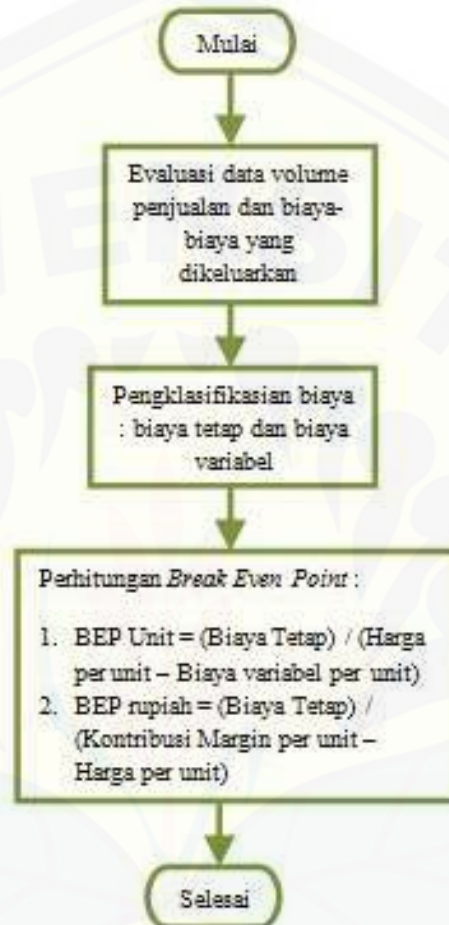 Mulai
Evaluasi data volume
penjualan dan biaya-
biaya yang
dikeluarkan
Pengklasifikasian biaya
: biaya tetap dan biaya
variabel
Perhitungan Break Even Point :
1. BEP Unit = (Biaya Tetap) / (Harga
per unit – Biaya variabel per unit)
2. BEP rupiah = (Biaya Tetap) /
(Kontribusi Margin per unit –
Harga per unit)
Selesai